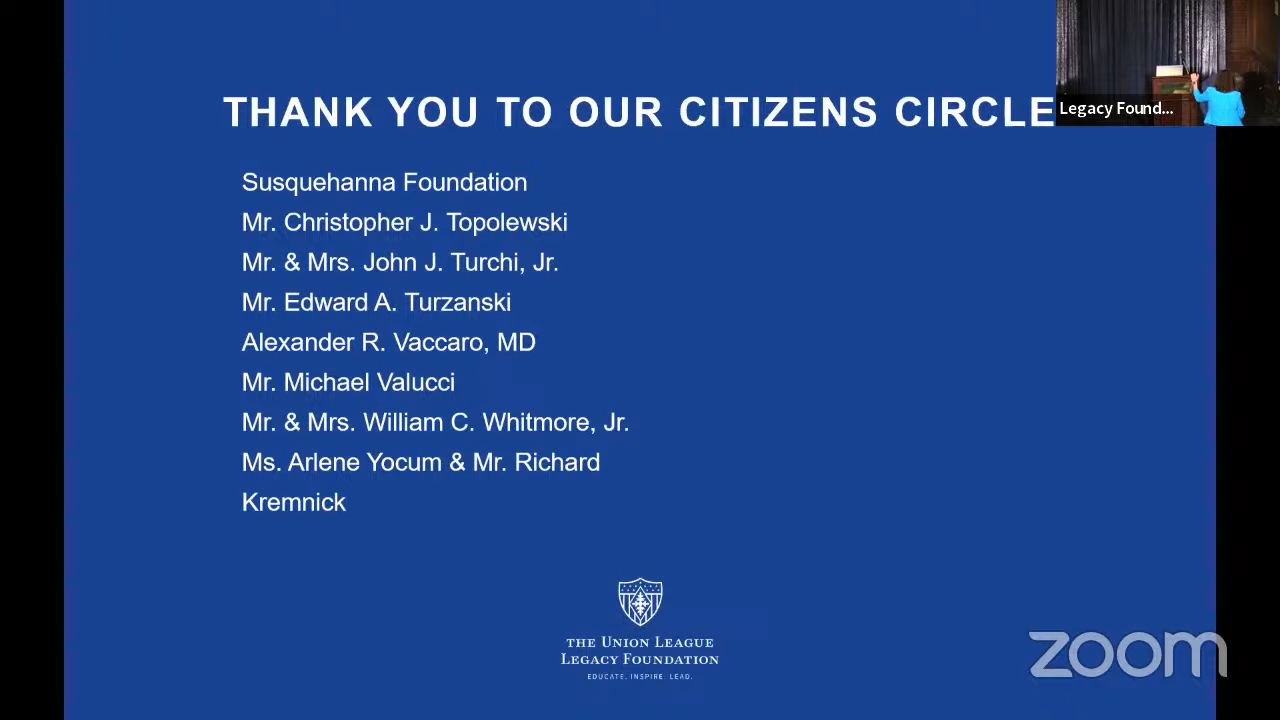 THANK YOU TO OUR CITIZENS CIRCLE
Legacy Found...
Susquehanna Foundation
Mr. Christopher J. Topolewski
Mr. & Mrs. John J. Turchi, Jr.
Mr. Edward A. Turzanski
Alexander R. Vaccaro, MD
Mr. Michael Valucci
Mr. & Mrs. William C. Whitmore, Jr.
Ms. Arlene Yocum & Mr. Richard
Kremnick
THE UNION LEAGUE
LEGACY FOUNDATION
EDUCATE. INSPIRE. LEAD.
zoom